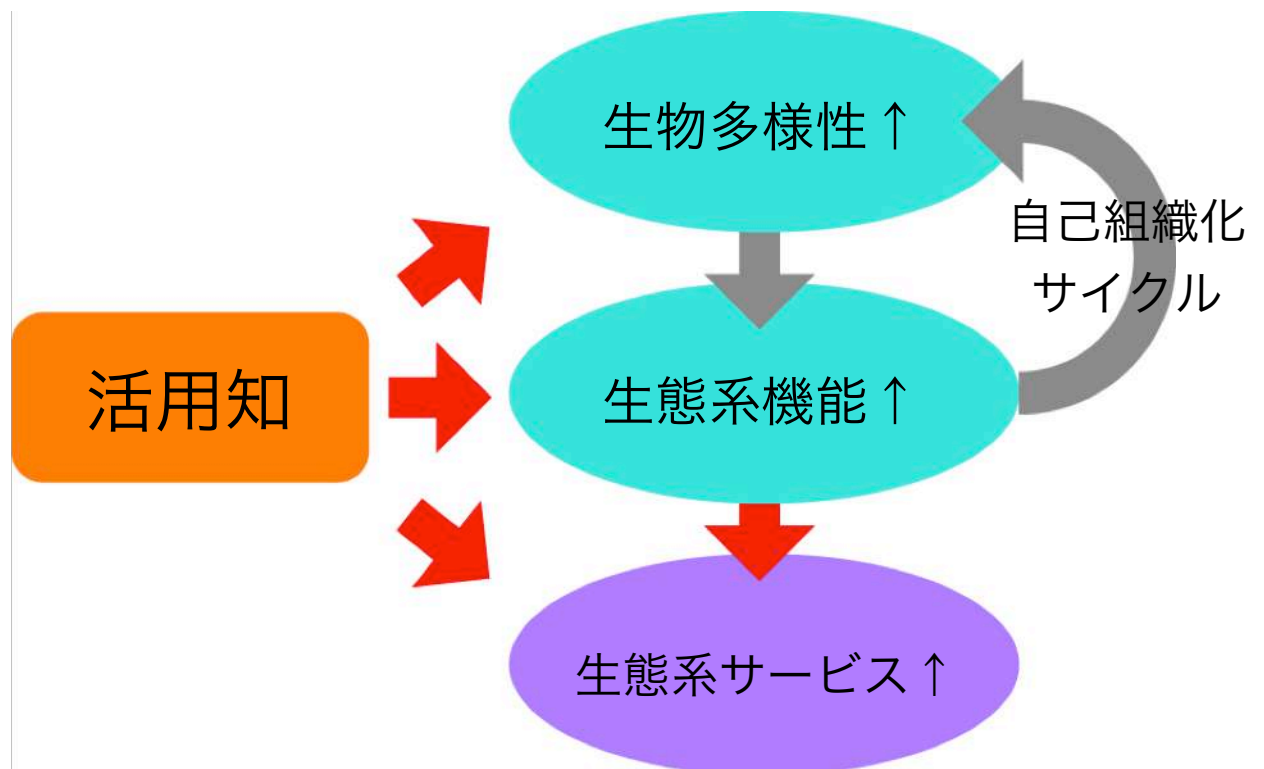 生物多様性↑
自己組織化
サイクル
活用知
生態系機能↑
生態系サービス↑